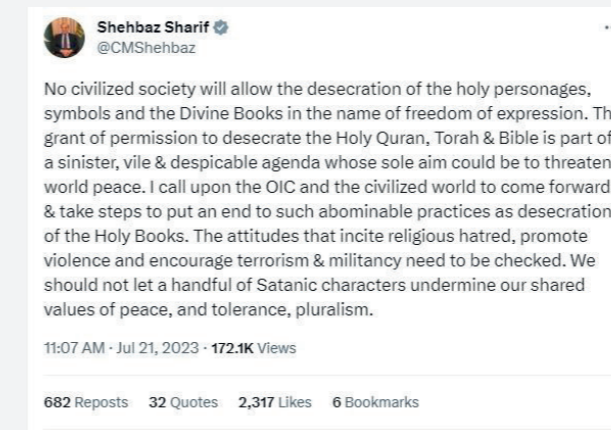 Shehbaz Sharif
@CMShehbaz
No civilized society will allow the desecration of the holy personages,
symbols and the Divine Books in the name of freedom of expression. Th
grant of permission to desecrate the Holy Quran, Torah & Bible is part of
a sinister, vile & despicable agenda whose sole aim could be to threaten
world peace. I call upon the OIC and the civilized world to come forward
& take steps to put an end to such abominable practices as desecration
of the Holy Books. The attitudes that incite religious hatred, promote
violence and encourage terrorism & militancy need to be checked. We
should not let a handful of Satanic characters undermine our shared
values of peace, and tolerance, pluralism.
11:07 AM · Jul 21, 2023 · 172.1K Views
682 Reposts 32 Quotes 2,317 Likes 6 Bookmarks